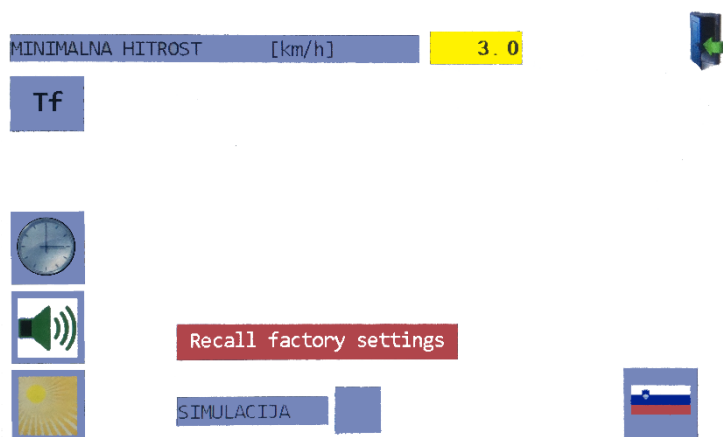 MINIMALNA HITROST [km/h] 3.0
Tf
Recall factory settings
SIMULACIJA